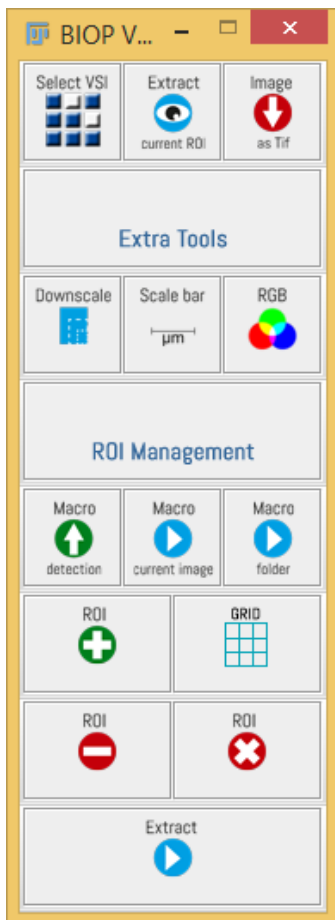 BIOP V...
Select VSI
Extract
current ROI
Image
as Tif
Extra Tools
Downscale
Scale bar
µm
RGB
ROI Management
Macro
detection
Macro
current image
Macro
folder
ROI
GRID
ROI
ROI
Extract